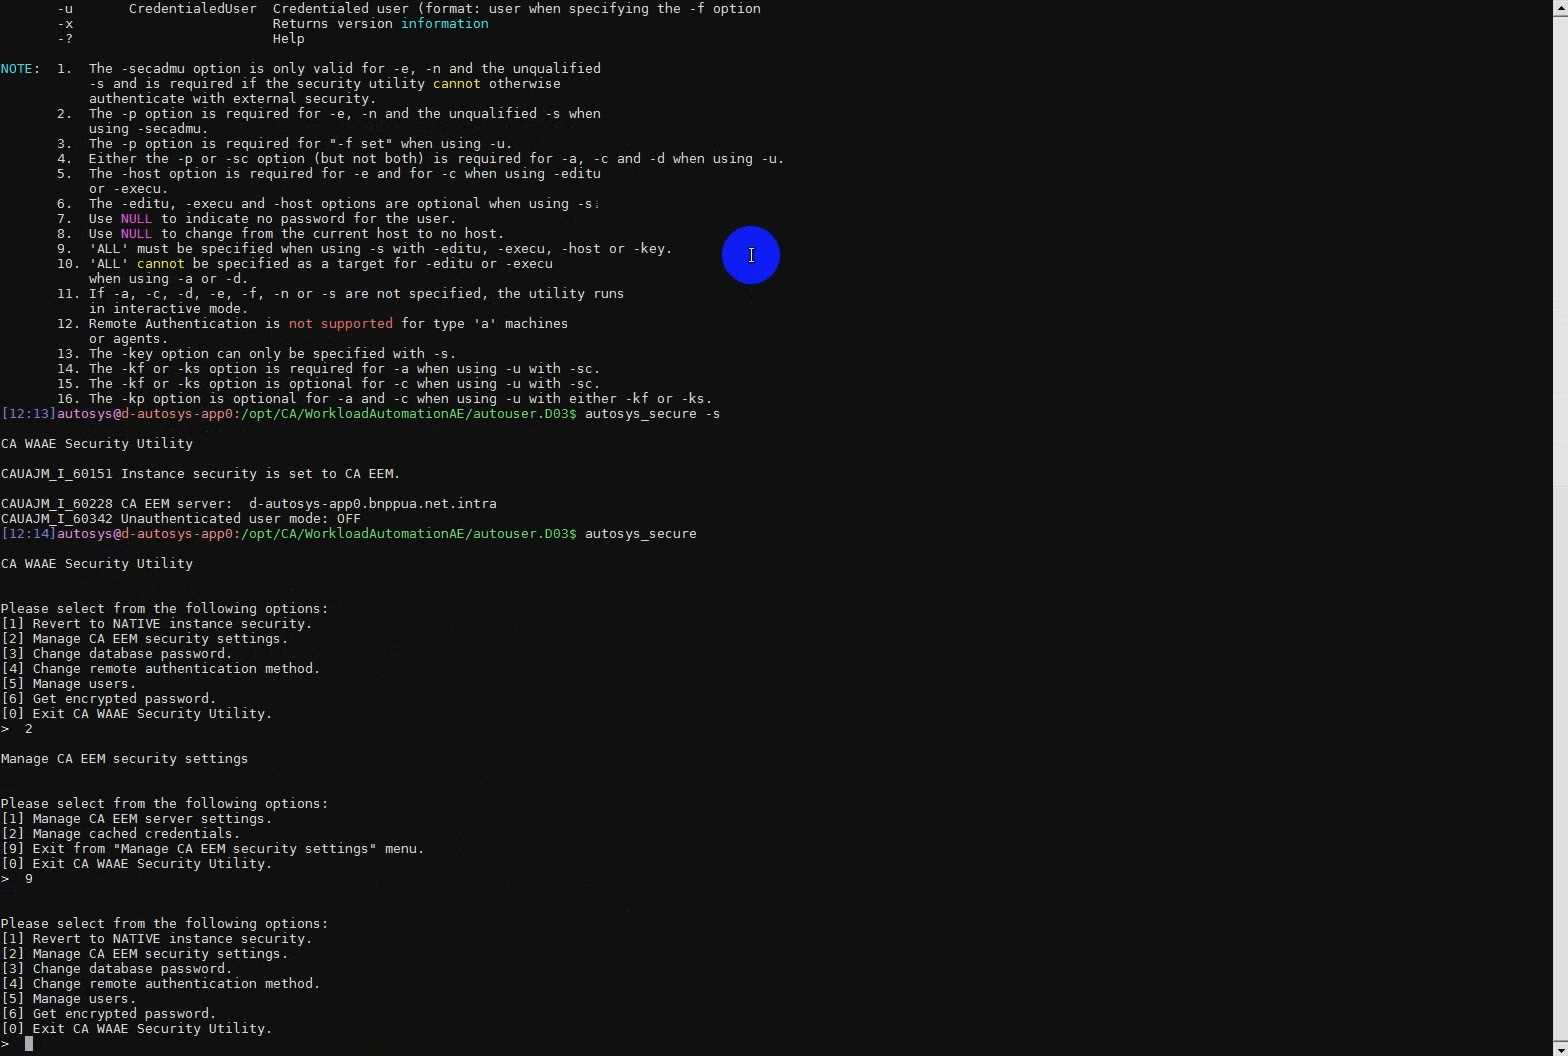 -u CredentialedUser Credentialed user (format: user when specifying the -f option
-x Returns version information
-? Help
NOTE: 1. The -secadmu option is only valid for -e, -n and the unqualified
-s and is required if the security utility cannot otherwise
authenticate with external security.
2. The -p option is required for -e, -n and the unqualified -s when
using -secadmu.
3. The -p option is required for "-f set" when using -u.
4. Either the -p or -sc option (but not both) is required for -a, -c and -d when using -u.
5. The -host option is required for -e and for -c when using -editu
or -execu.
6. The -editu, -execu and -host options are optional when using -s.
7. Use NULL to indicate no password for the user.
8. Use NULL to change from the current host to no host.
9. 'ALL' must be specified when using -s with -editu, -execu, -host or -key.
10. 'ALL' cannot be specified as a target for -editu or -execu
when using -a or -d.
11. If -a, -c, -d, -e, -f, -n or -s are not specified, the utility runs
in interactive mode.
12. Remote Authentication is not supported for type 'a' machines
or agents.
13. The -key option can only be specified with -s.
14. The -kf or -ks option is required for -a when using -u with -sc.
15. The -kf or -ks option is optional for -c when using -u with -sc.
16. The -kp option is optional for -a and -c when using -u with either -kf or -ks.
[12:13]autosys@d-autosys-app0:/opt/CA/WorkloadAutomationAE/autouser.D03$ autosys_secure -s
CA WAAE Security Utility
CAUAJM_I_60151 Instance security is set to CA EEM.
CAUAJM_I_60228 CA EEM server: d-autosys-app0.bnppua.net.intra
CAUAJM_I_60342 Unauthenticated user mode: OFF
[12:14]autosys@d-autosys-app0:/opt/CA/WorkloadAutomationAE/autouser.D03$ autosys_secure
CA WAAE Security Utility
Please select from the following options:
[1] Revert to NATIVE instance security.
[2] Manage CA EEM security settings.
[3] Change database password.
[4] Change remote authentication method.
[5] Manage users.
[6] Get encrypted password.
[0] Exit CA WAAE Security Utility.
> 2
Manage CA EEM security settings
Please select from the following options:
[1] Manage CA EEM server settings.
[2] Manage cached credentials.
[9] Exit from "Manage CA EEM security settings" menu.
[0] Exit CA WAAE Security Utility.
> 9
Please select from the following options:
[1] Revert to NATIVE instance security.
[2] Manage CA EEM security settings.
[3] Change database password.
[4] Change remote authentication method.
[5] Manage users.
[6] Get encrypted password.
[0] Exit CA WAAE Security Utility.
>